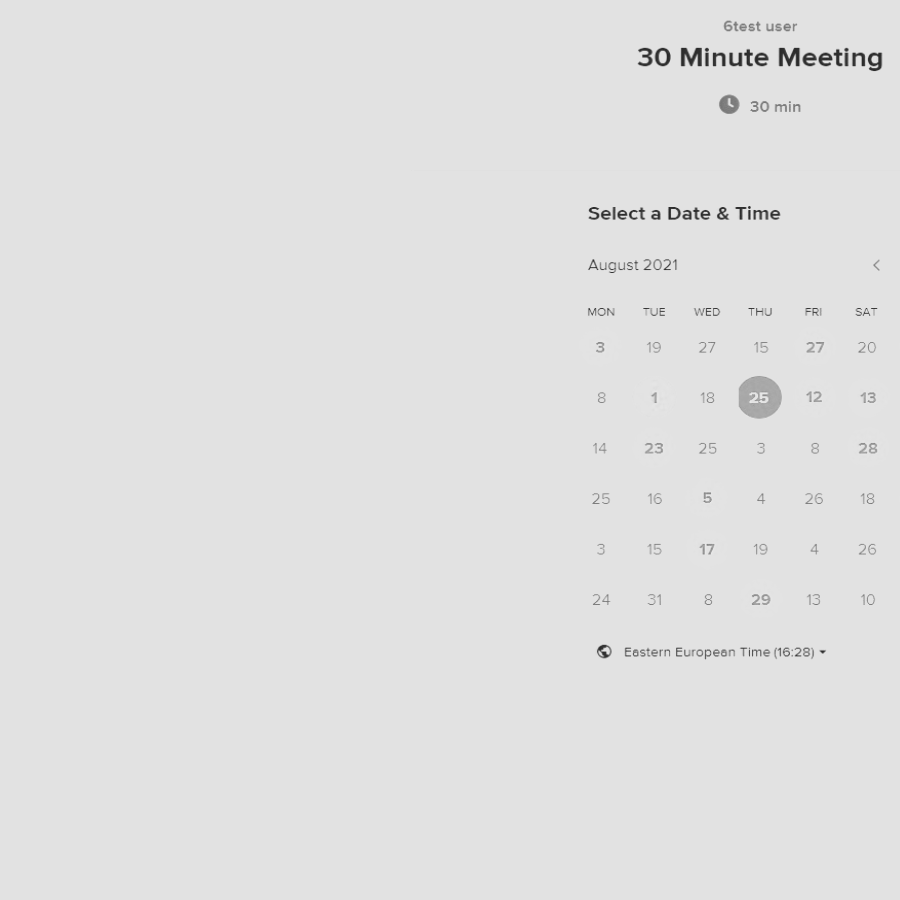 6test user
30 Minute Meeting
30 min
Select a Date & Time
August 2021
MON TUE WED THU FRI SAT
3 19 27 15 27 20
8 1 18 25 12 13
14 23 25 3 8 28
25 16 5 4 26 18
3 15 17 19 4 26
24 31 8 29 13 10
Eastern European Time (16:28)